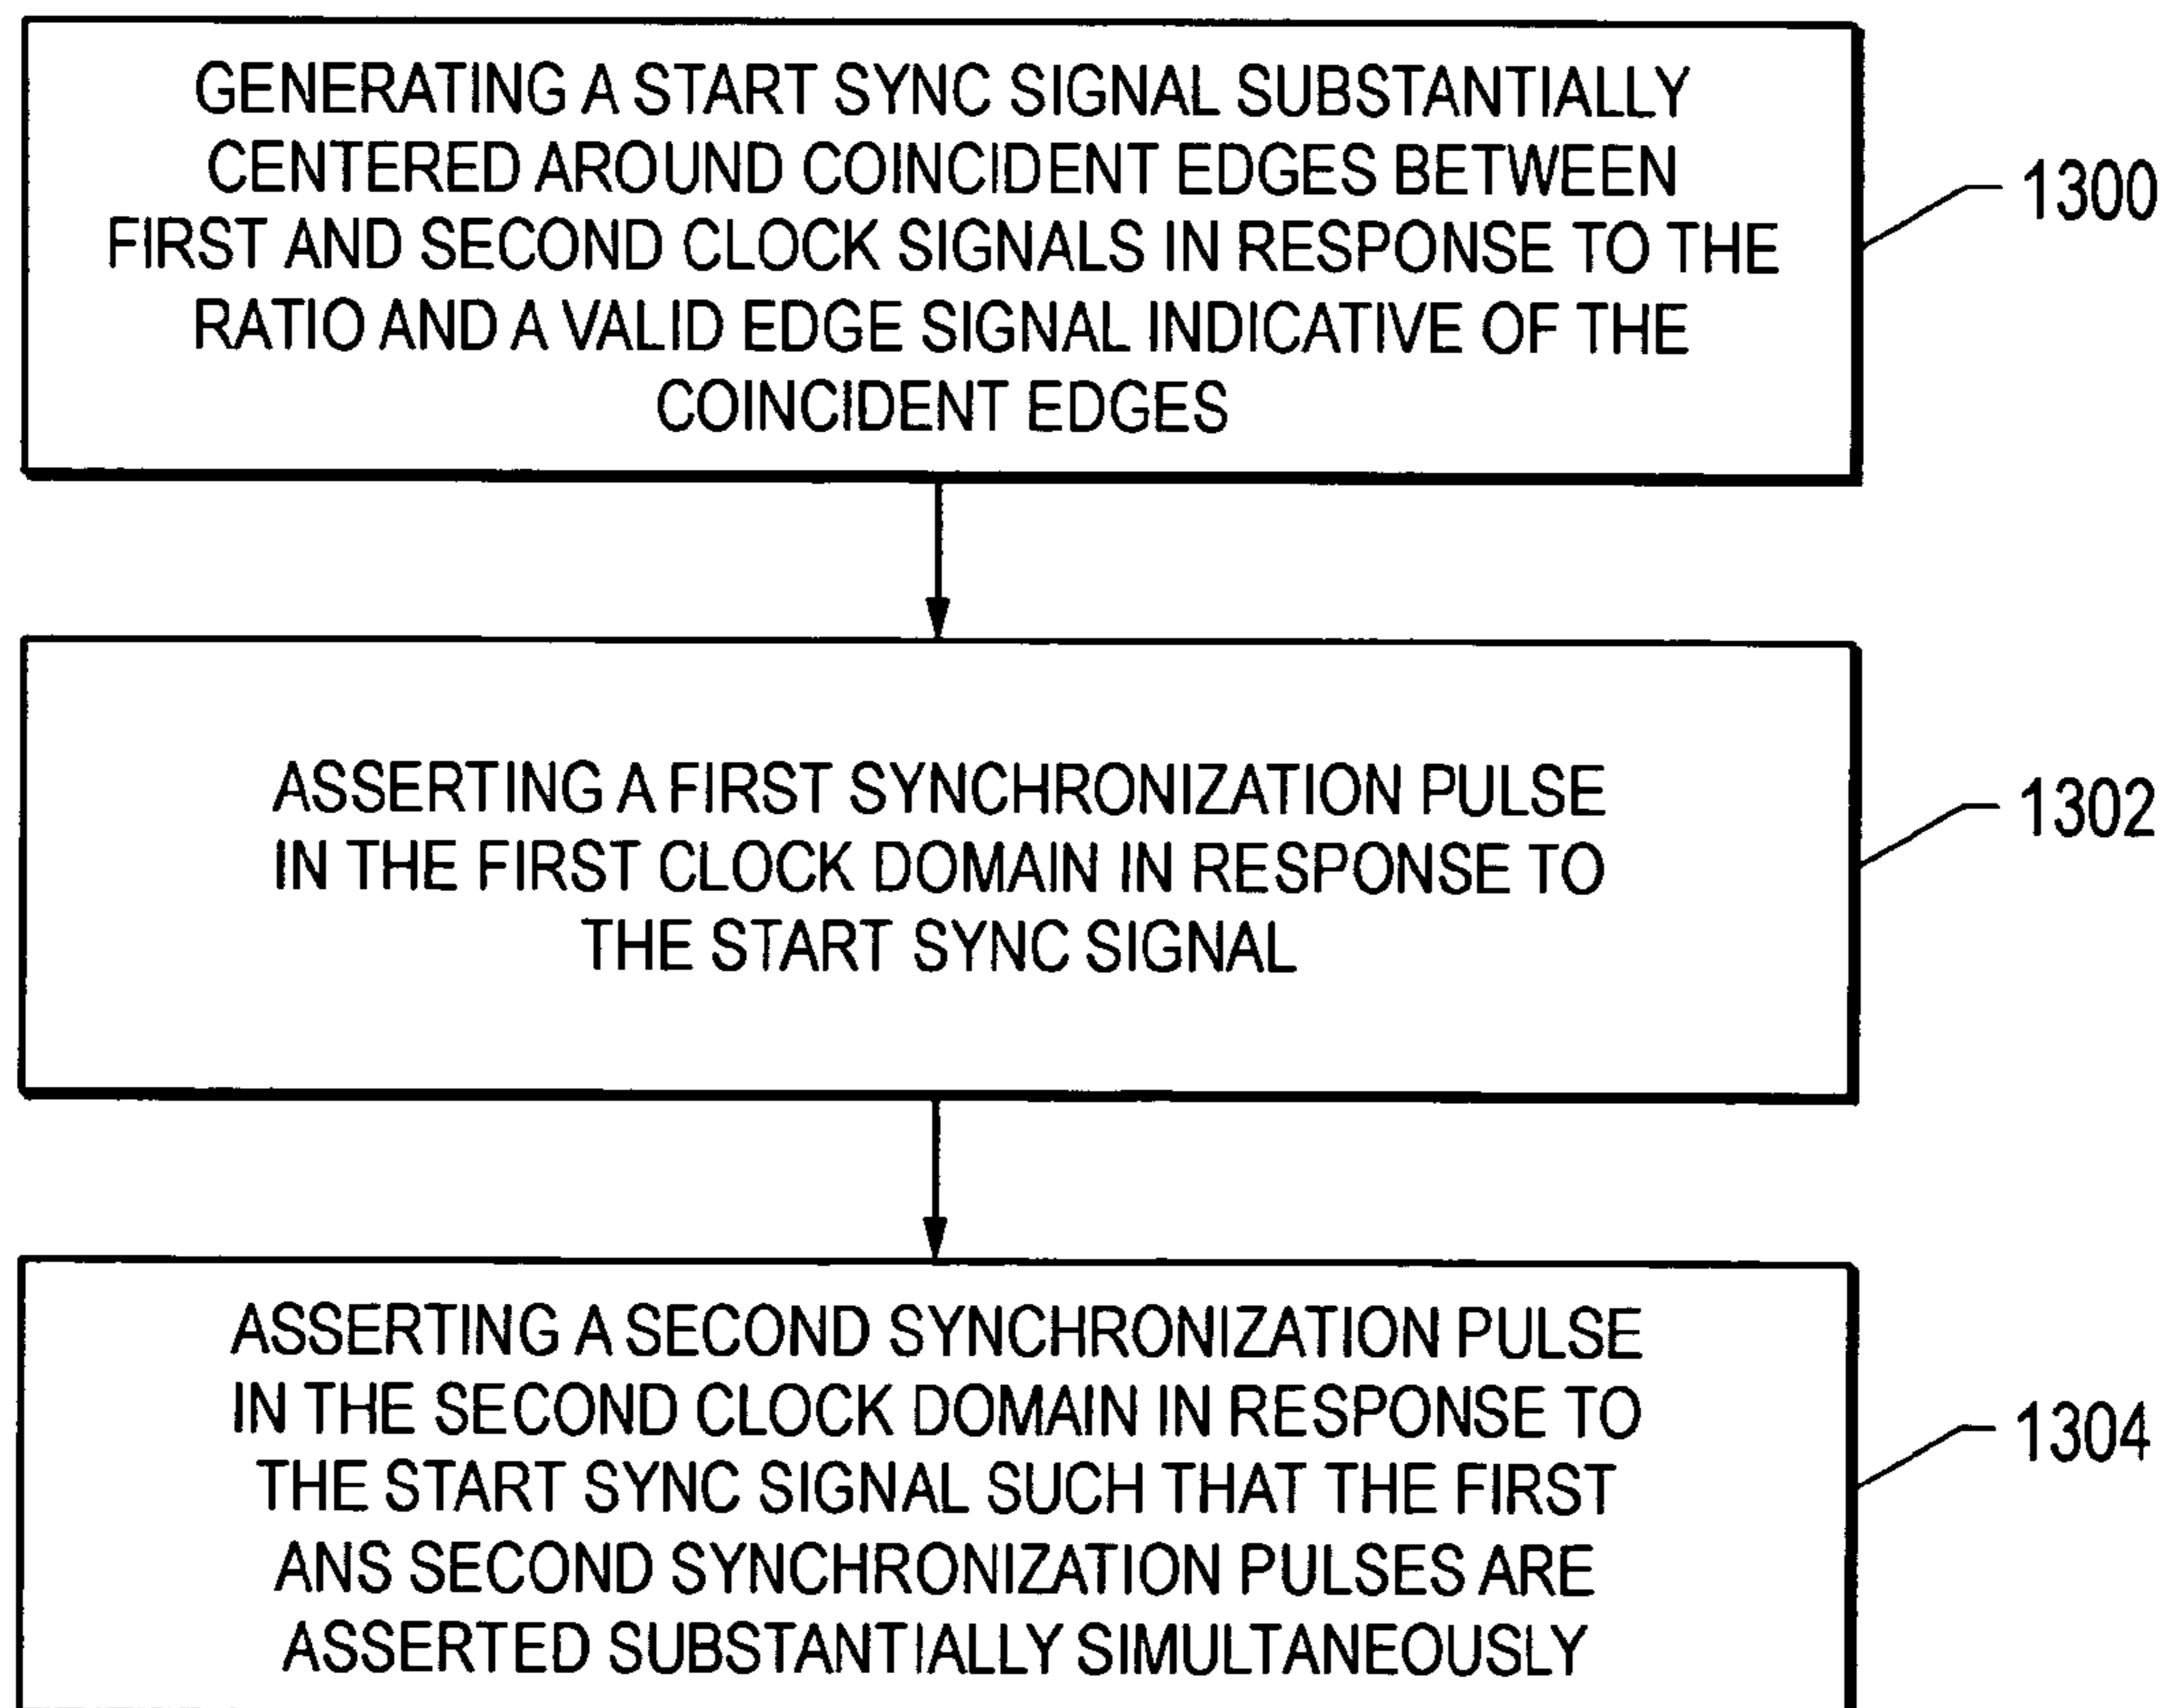 GENERATING A START SYNC SIGNAL SUBSTANTIALLY
CENTERED AROUND COINCIDENT EDGES BETWEEN
FIRST AND SECOND CLOCK SIGNALS IN RESPONSE TO THE
RATIO AND A VALID EDGE SIGNAL INDICATIVE OF THE
COINCIDENT EDGES
1300
ASSERTING A FIRST SYNCHRONIZATION PULSE
IN THE FIRST CLOCK DOMAIN IN RESPONSE TO
THE START SYNC SIGNAL
1302
ASSERTING A SECOND SYNCHRONIZATION PULSE
IN THE SECOND CLOCK DOMAIN IN RESPONSE TO
THE START SYNC SIGNAL SUCH THAT THE FIRST
ANS SECOND SYNCHRONIZATION PULSES ARE
ASSERTED SUBSTANTIALLY SIMULTANEOUSLY
1304